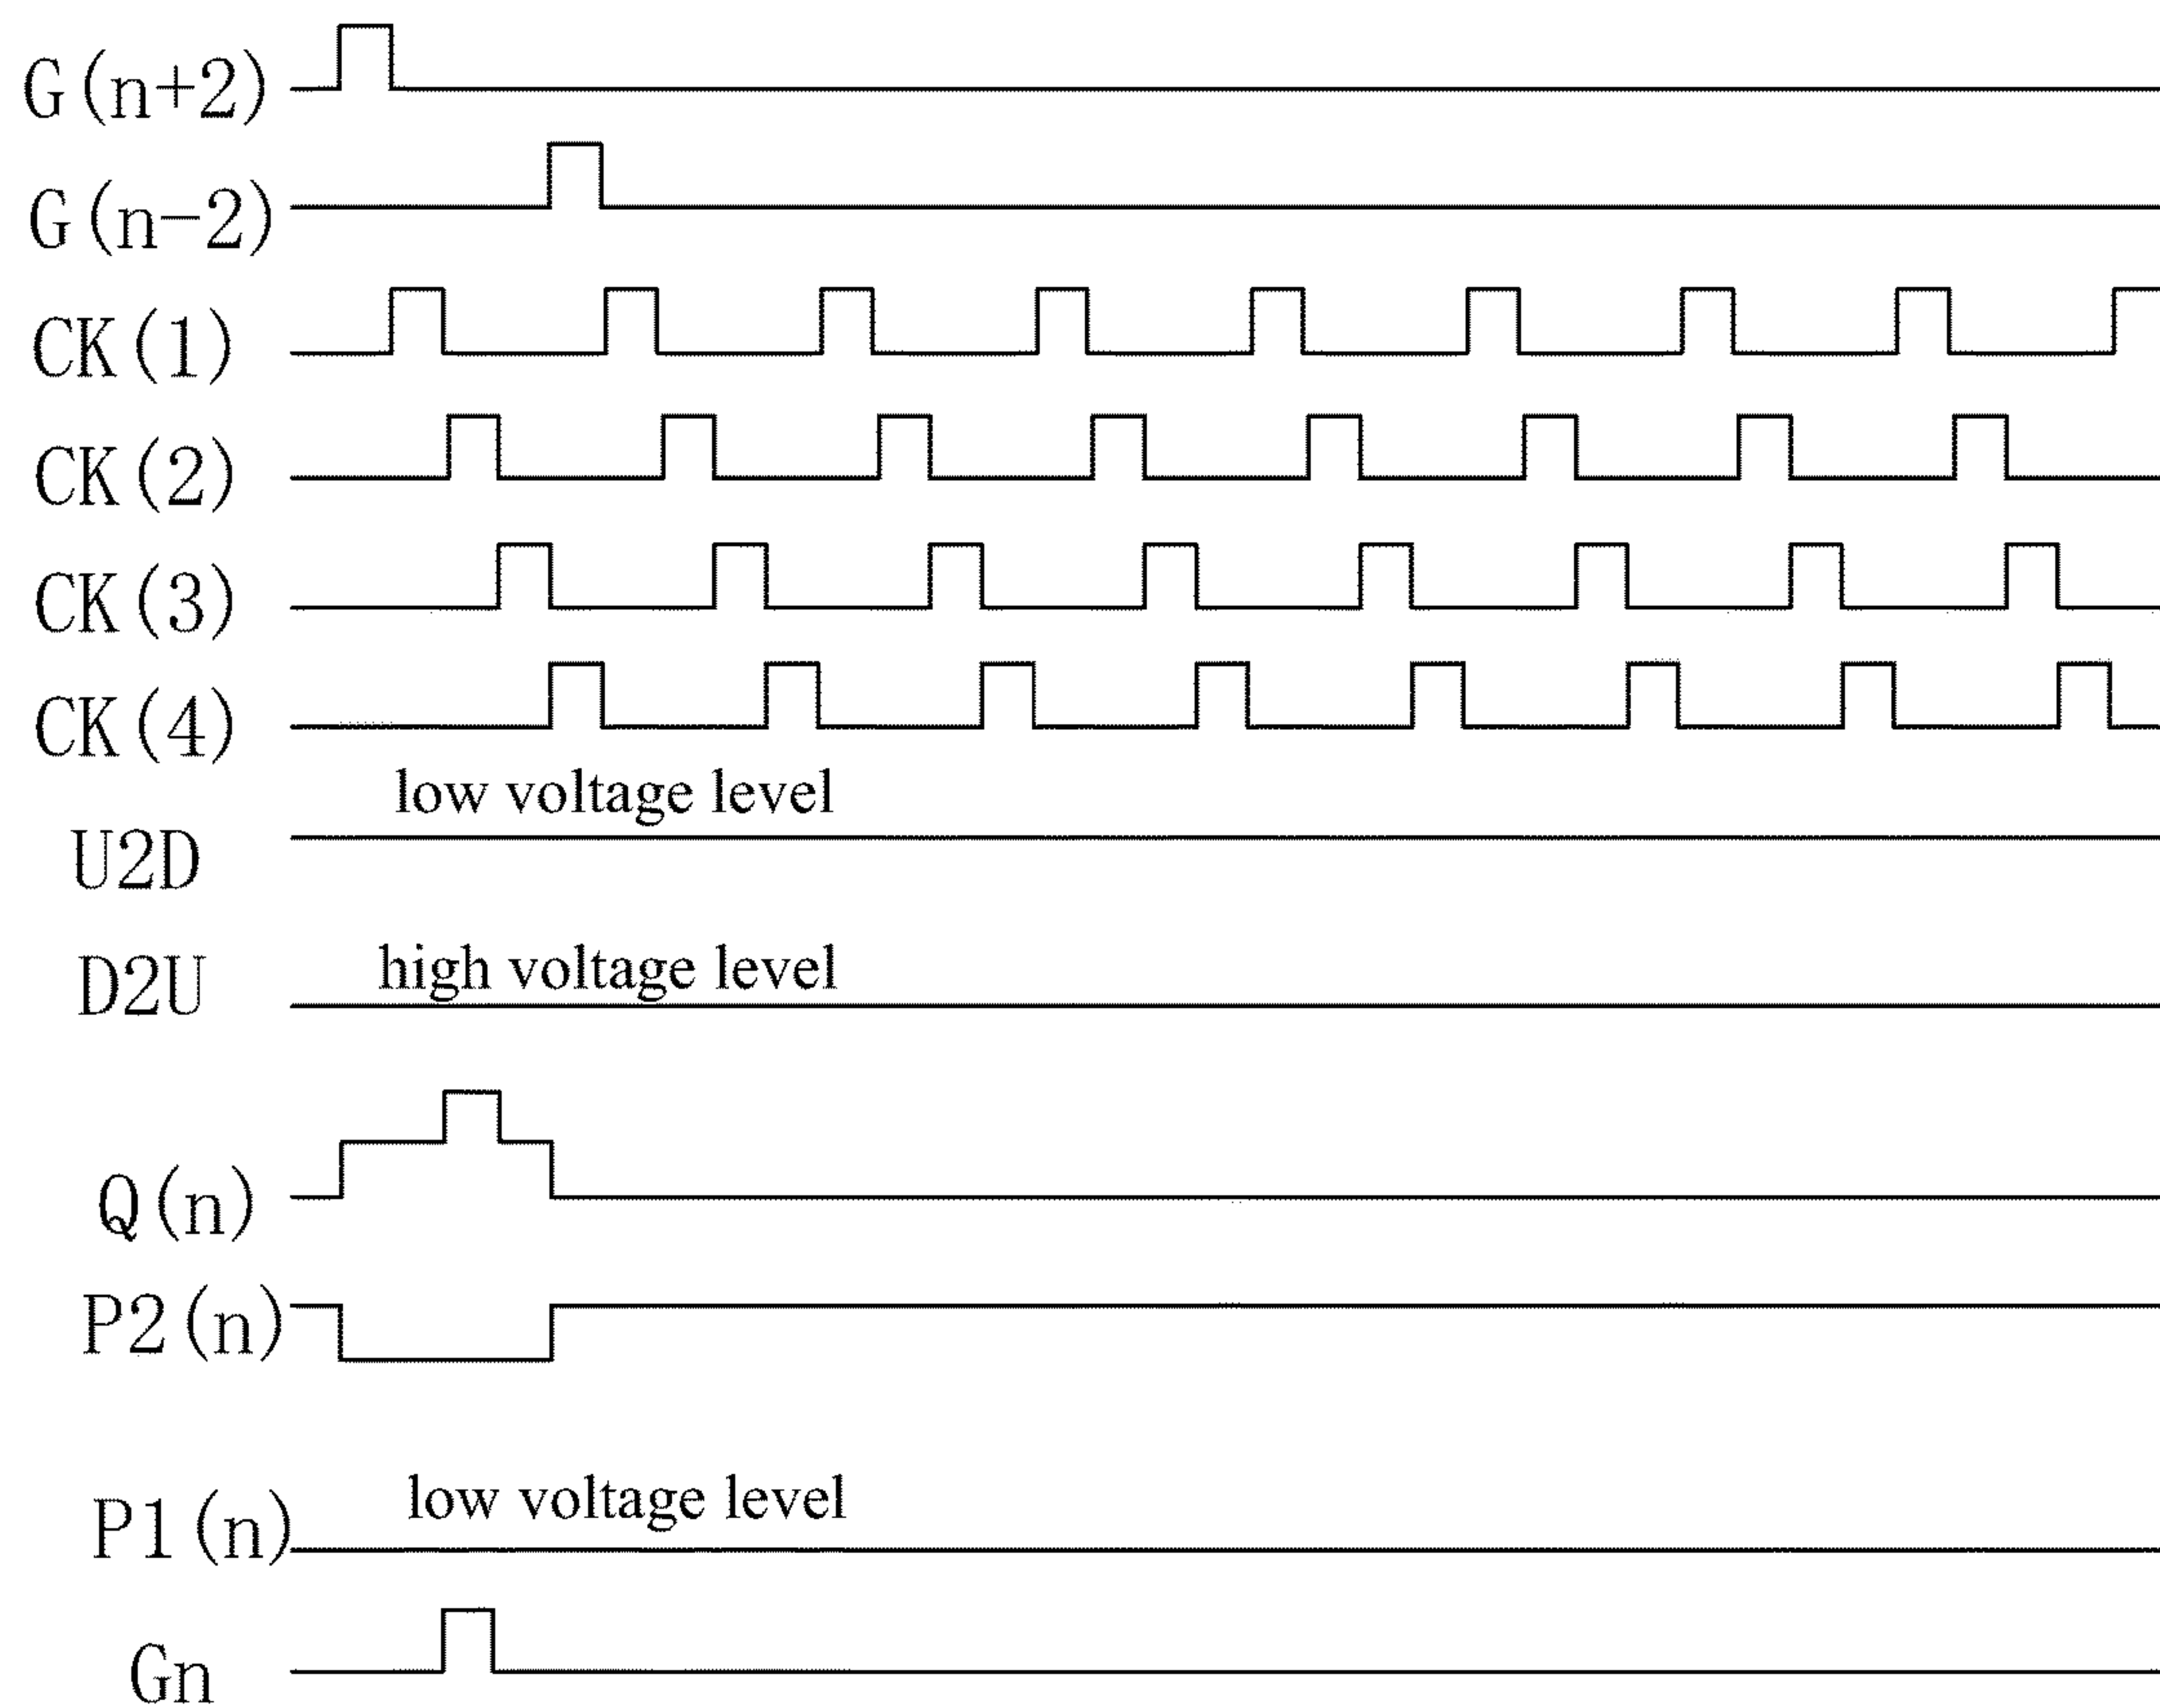 G(n+2)
G(n-2)
CK(1)
CK(2)
CK(3)
CK(4)
low voltage level
U2D
high voltage level
D2U
Q(n)
P2(n)
low voltage level
P1(n)
Gn